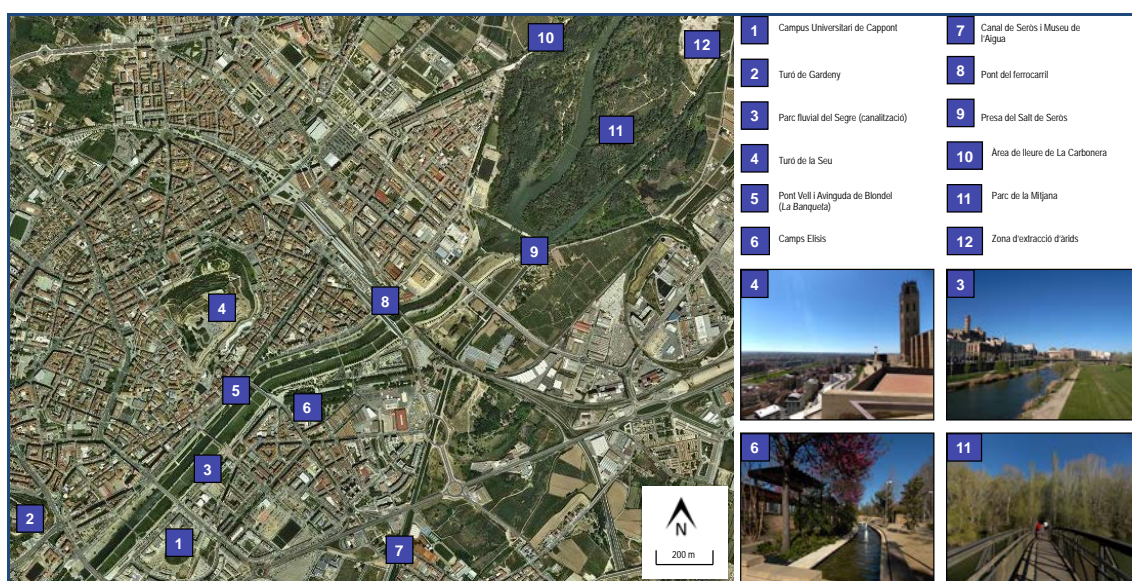 10
12
11
9
8
4
5
6
3
2
1
7
N
200 m
1 Campus Universitari de Cappont
2 Turó de Gardeny
3 Parc fluvial del Segre (canalització)
4 Turó de la Seu
5 Pont Vell i Avinguda de Blondel
(La Banqueta)
6 Camps Elisis
7 Canal de Seròs i Museu de
l'Aigua
8 Pont del ferrocarril
9 Presa del Salt de Seròs
10 Àrea de lleure de La Carbonera
11 Parc de la Mitjana
12 Zona d'extracció d'àrids
4
3
6
11